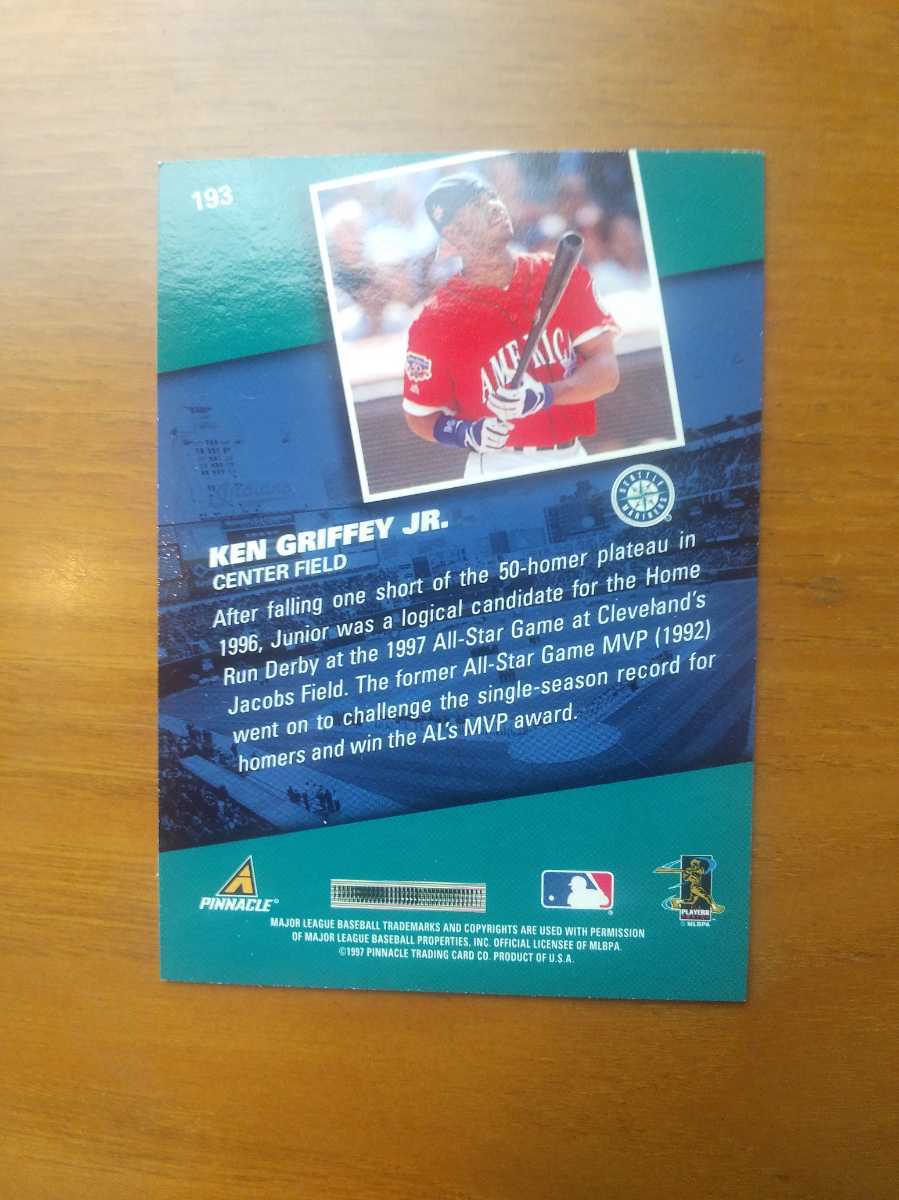 193
AMERICA
SEATTLE
MARINERS
KEN GRIFFEY JR.
CENTER FIELD
After falling one short of the 50-homer plateau in
1996, Junior was a logical candidate for the Home
Run Derby at the 1997 All-Star Game at Cleveland's
Jacobs Field. The former All-Star Game MVP (1992)
went on to challenge the single-season record for
homers and win the AL's MVP award.
PINNACLE®
PLAYERS
© MLBPA
MAJOR LEAGUE BASEBALL TRADEMARKS AND COPYRIGHTS ARE USED WITH PERMISSION
OF MAJOR LEAGUE BASEBALL PROPERTIES, INC. OFFICIAL LICENSEE OF MLBPA.
©1997 PINNACLE TRADING CARD CO. PRODUCT OF U.S.A.